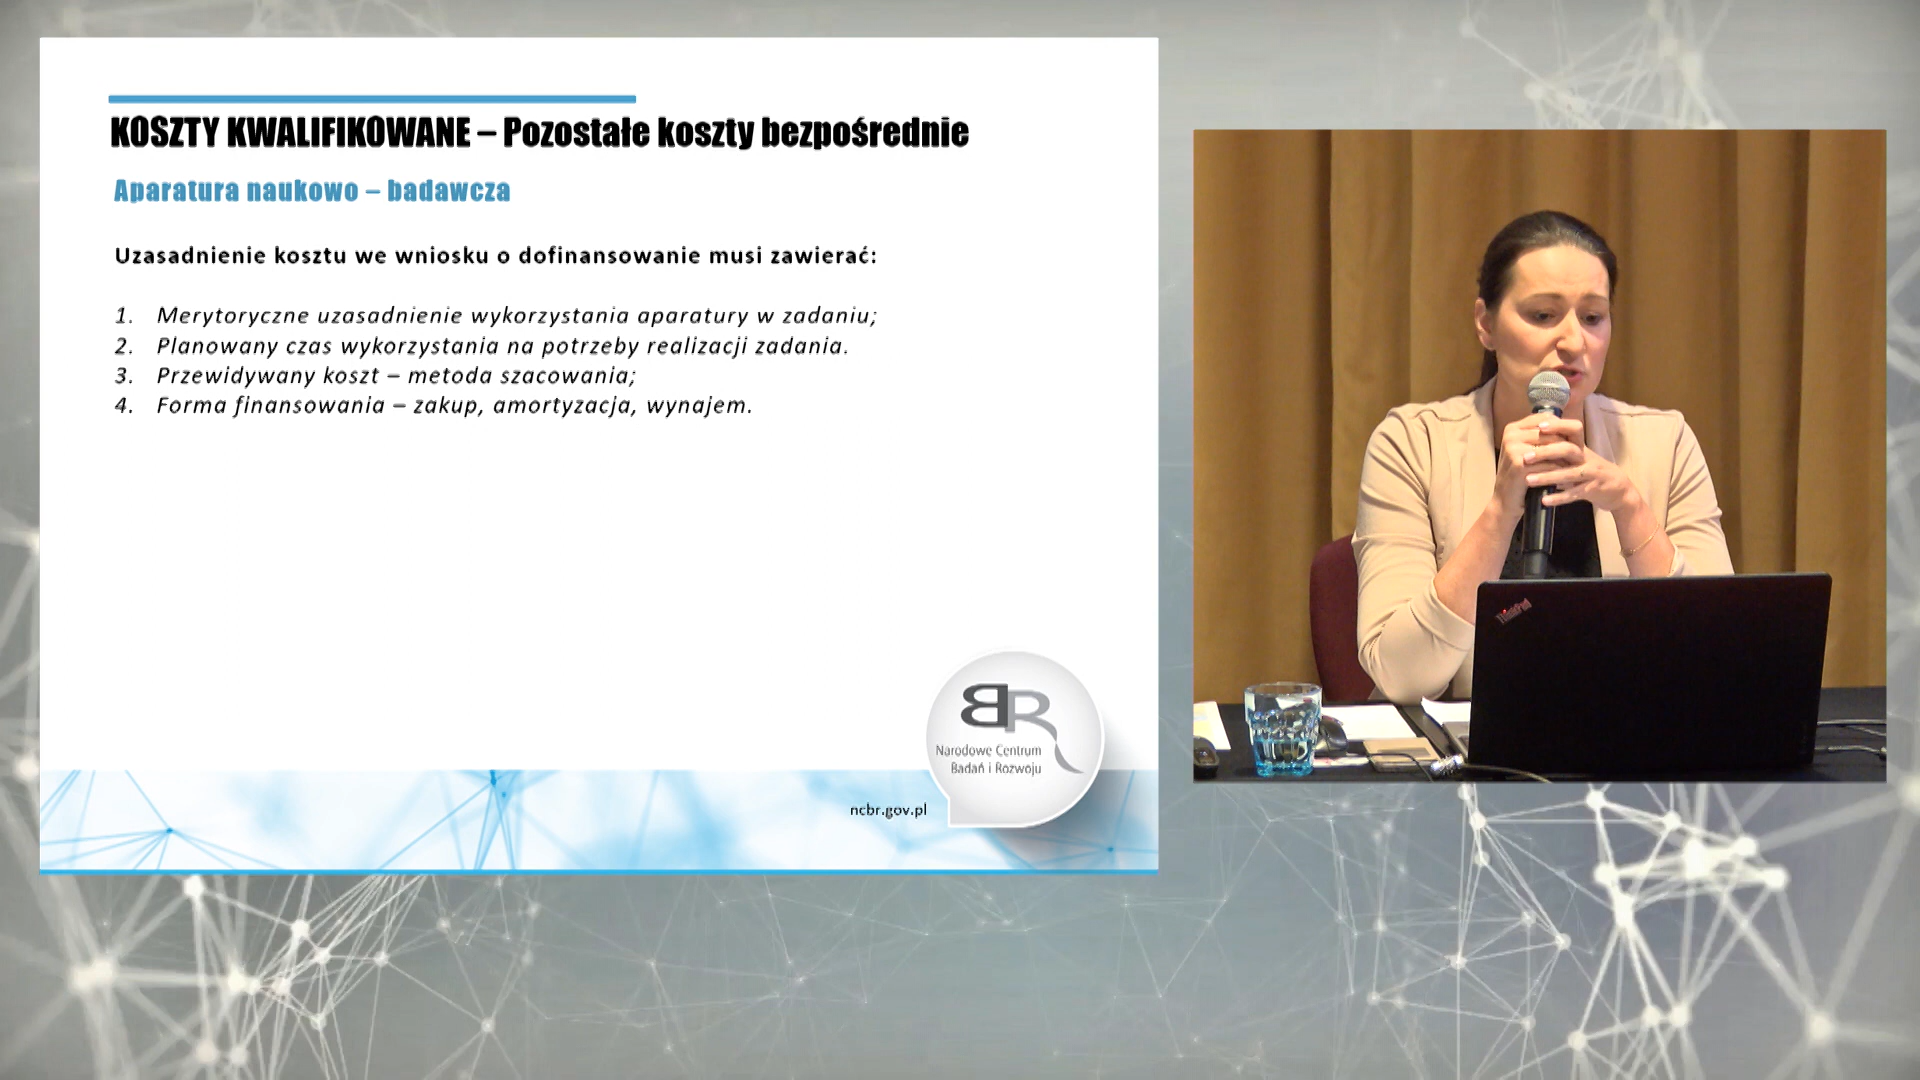 KOSZTY KWALIFIKOWANE – Pozostałe koszty bezpośrednie
Aparatura naukowo – badawcza
Uzasadnienie kosztu we wniosku o dofinansowanie musi zawierać:
1. Merytoryczne uzasadnienie wykorzystania aparatury w zadaniu;
2. Planowany czas wykorzystania na potrzeby realizacji zadania.
3. Przewidywany koszt – metoda szacowania;
4. Forma finansowania – zakup, amortyzacja, wynajem.
BR
Narodowe Centrum
Badań i Rozwoju
ncbr.gov.pl
ThinkPad